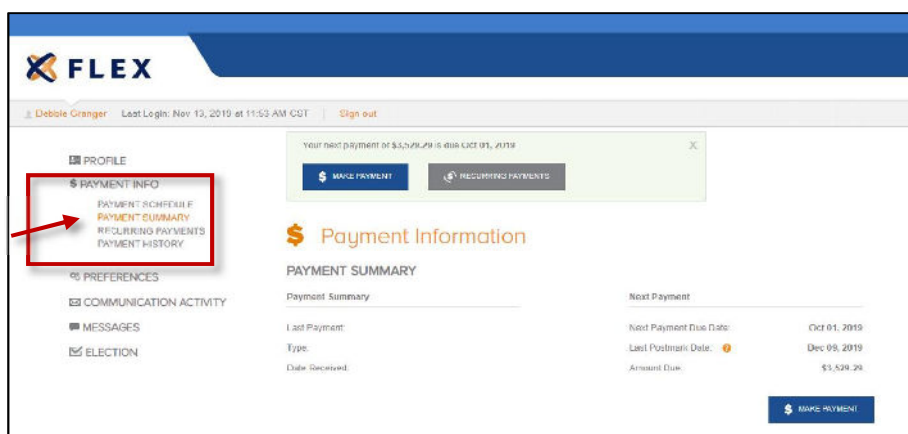 FLEX
Debbie Granger Last Login: Nov 13, 2019 at 11:53 AM CST | Sign out
Your next payment of $3,529.29 is due Oct 01, 2019 X
$ MAKE PAYMENT
RECURRING PAYMENTS
PROFILE
$ PAYMENT INFO
PAYMENT SCHEDULE
PAYMENT SUMMARY
RECURRING PAYMENTS
PAYMENT HISTORY
PREFERENCES
COMMUNICATION ACTIVITY
MESSAGES
ELECTION
$ Payment Information
PAYMENT SUMMARY
Payment Summary
Last Payment:
Type:
Date Received:
Next Payment
Next Payment Due Date: Oct 01, 2019
Last Postmark Date: Dec 09, 2019
Amount Due: $3,529.29
$ MAKE PAYMENT